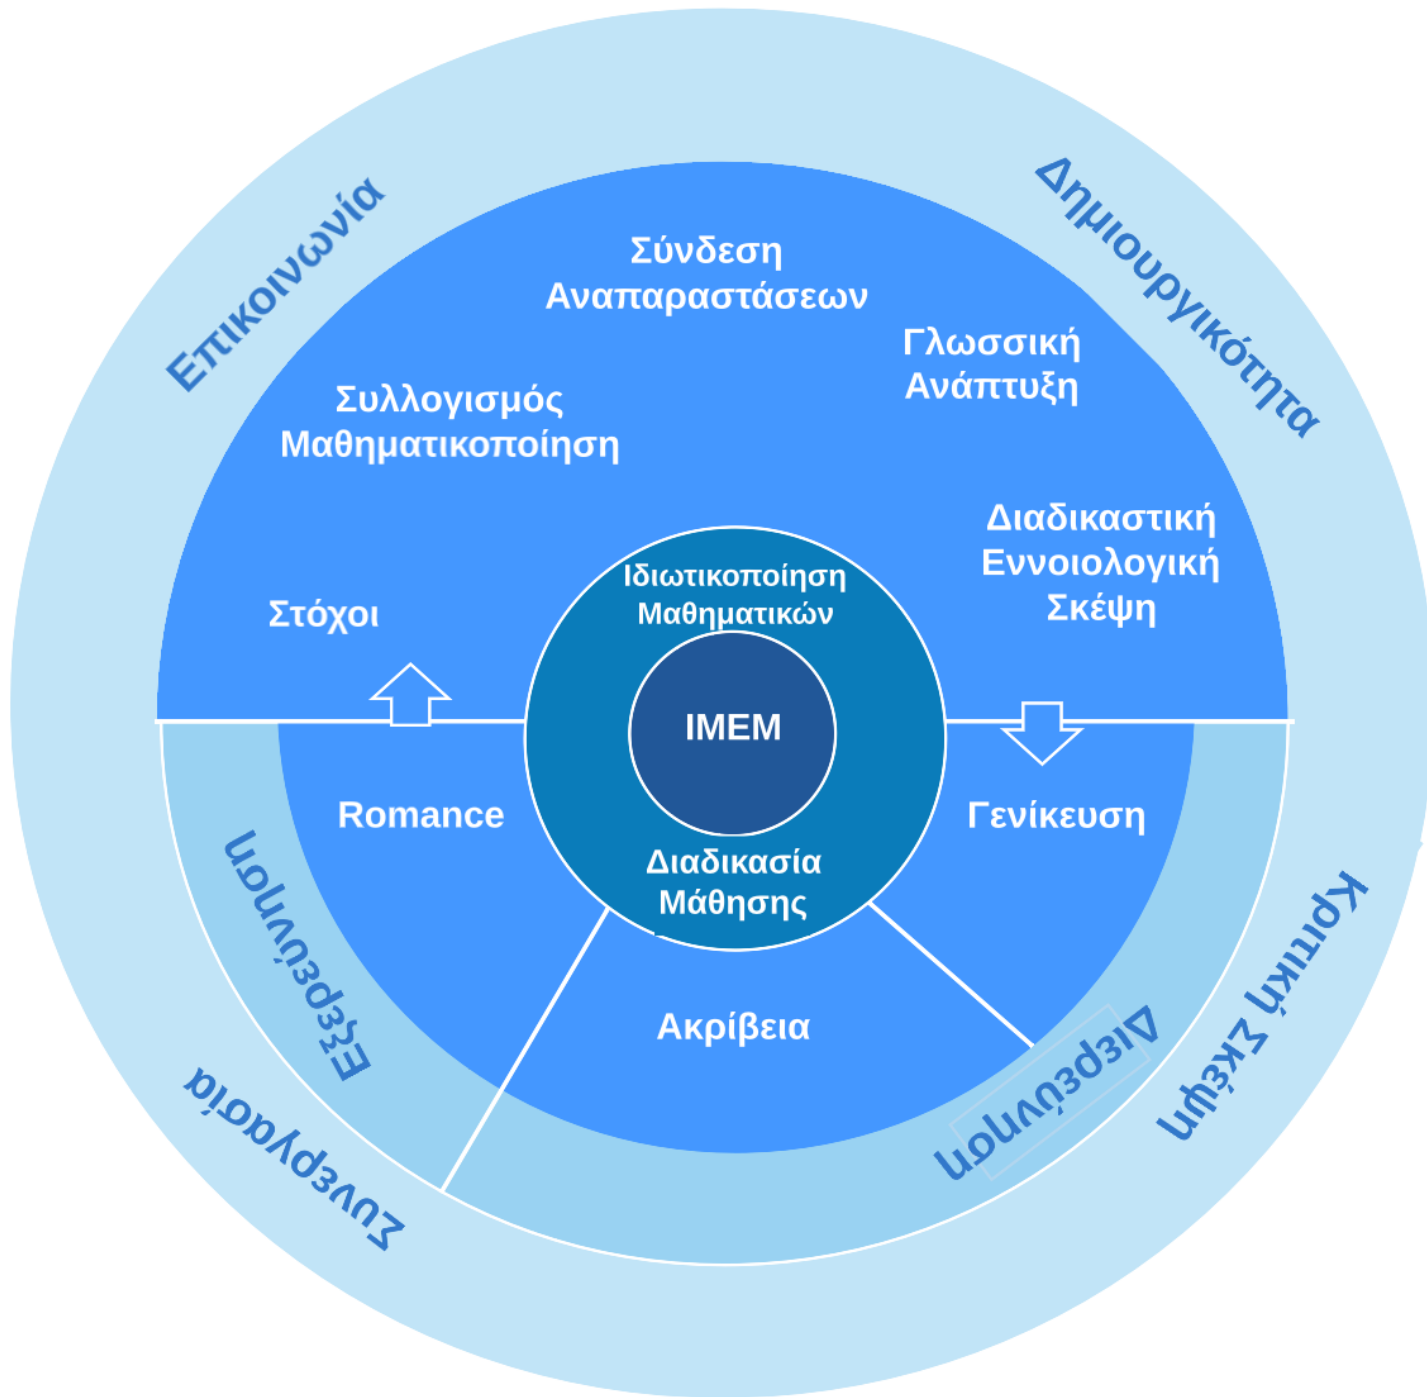 Επικοινωνία
Δημιουργικότητα
Σύνδεση
Αναπαραστάσεων
Γλωσσική
Ανάπτυξη
Συλλογισμός
Μαθηματικοποίηση
Διαδικαστική
Εννοιολογική
Σκέψη
Στόχοι
Ιδιωτικοποίηση
Μαθηματικών
IMEM
Διαδικασία
Μάθησης
Romance
Γενίκευση
Ακρίβεια
Εξερεύνηση
Διερεύνηση
Συνεργασία
Κριτική Σκέψη